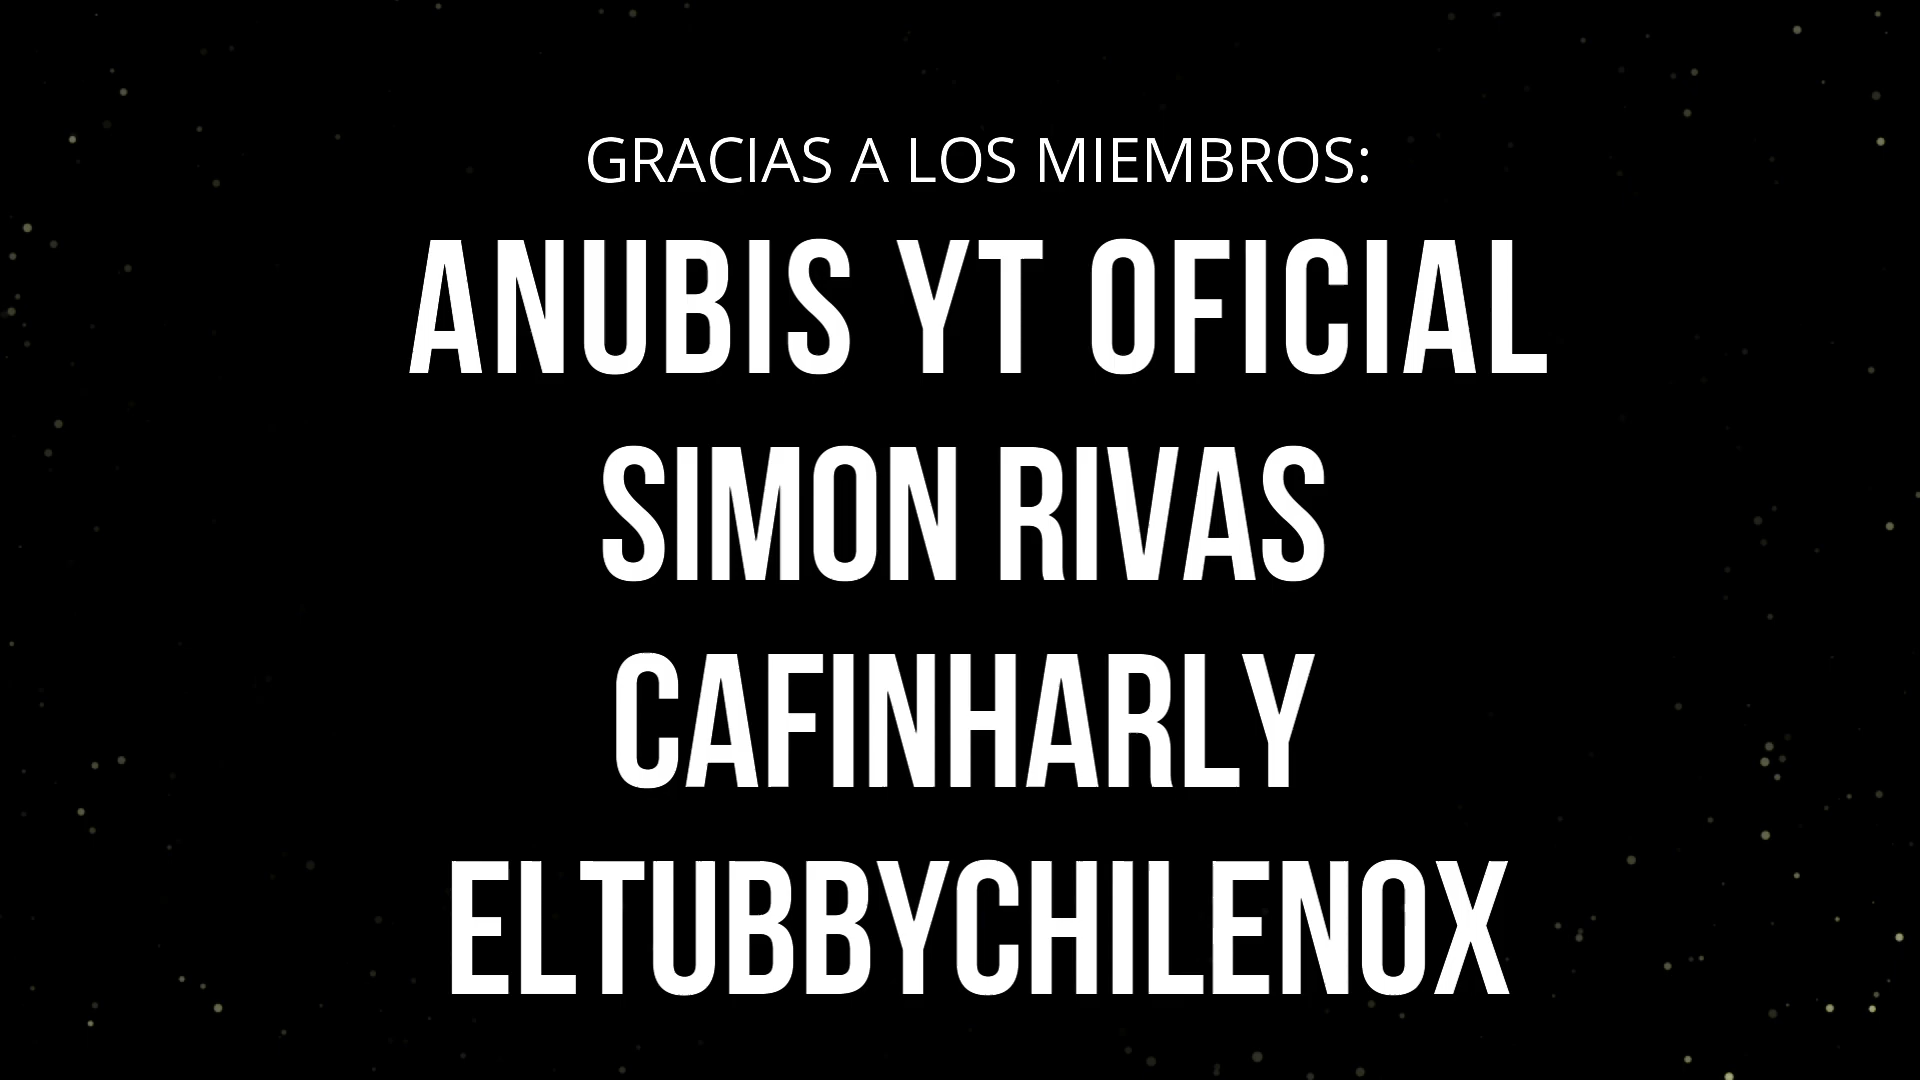 GRACIAS A LOS MIEMBROS:
ANUBIS YT OFICIAL
SIMON RIVAS
CAFINHARLY
ELTUBBYCHILENOX